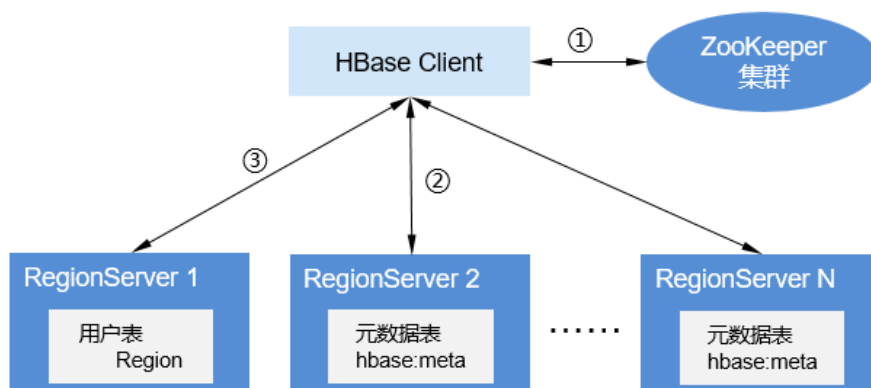 ①
ZooKeeper
集群
HBase Client
③
②
RegionServer 1
RegionServer 2
RegionServer N
用户表
Region
元数据表
hbase:meta
······
元数据表
hbase:meta